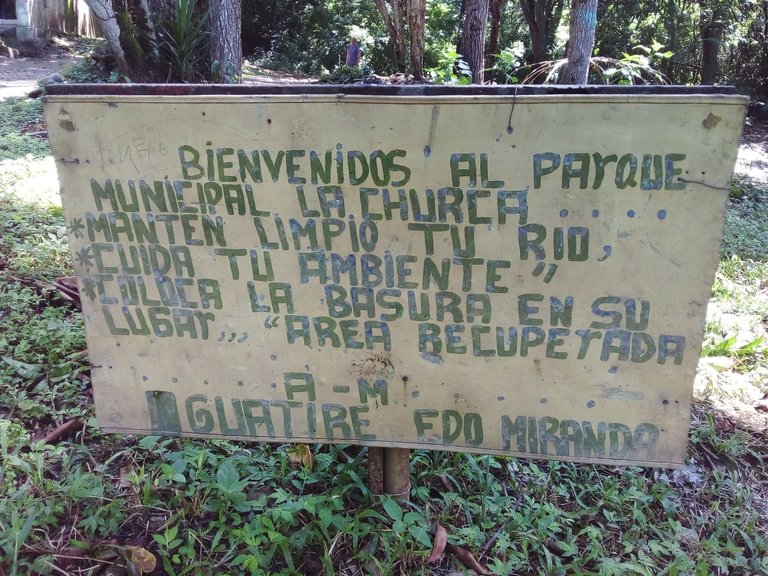 BIENVENIDOS AL PARQUE
MUNICIPAL LA CHURCA . . . .
*MANTEN LIMPIO TU RIO,
*CUIDA TU AMBIENTE”
*COLOCA LA BASURA EN SU
LUGAR,,, “AREA RECUPERADA
A-M
GUATIRE EDO MIRANDA